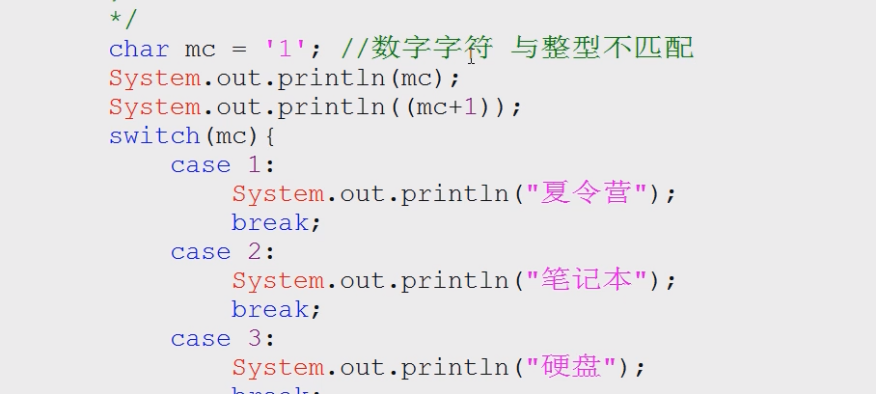 */
char mc = '1'; //数字字符 与整型不匹配
System.out.println(mc);
System.out.println((mc+1));
switch(mc){
case 1:
System.out.println("夏令营");
break;
case 2:
System.out.println("笔记本");
break;
case 3:
System.out.println("硬盘");